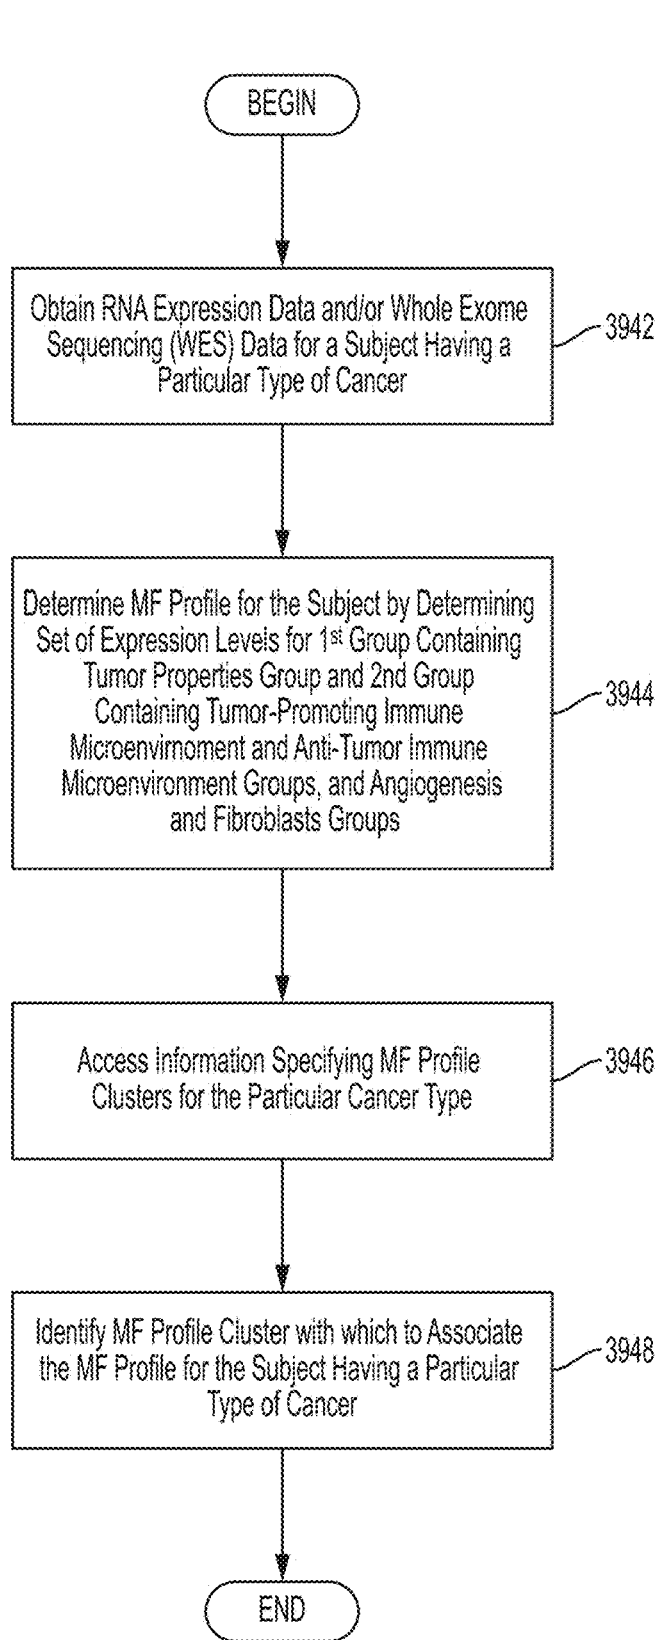 BEGIN
Obtain RNA Expression Data and/or Whole Exome
Sequencing (WES) Data for a Subject Having a
Particular Type of Cancer
3942
Determine MF Profile for the Subject by Determining
Set of Expression Levels for 1st Group Containing
Tumor Properties Group and 2nd Group
Containing Tumor-Promoting Immune
Microenvirnoment and Anti-Tumor Immune
Microenvironment Groups, and Angiogenesis
and Fibroblasts Groups
3944
Access Information Specifying MF Profile
Clusters for the Particular Cancer Type
3946
Identify MF Profile Cluster with which to Associate
the MF Profile for the Subject Having a Particular
Type of Cancer
3948
END